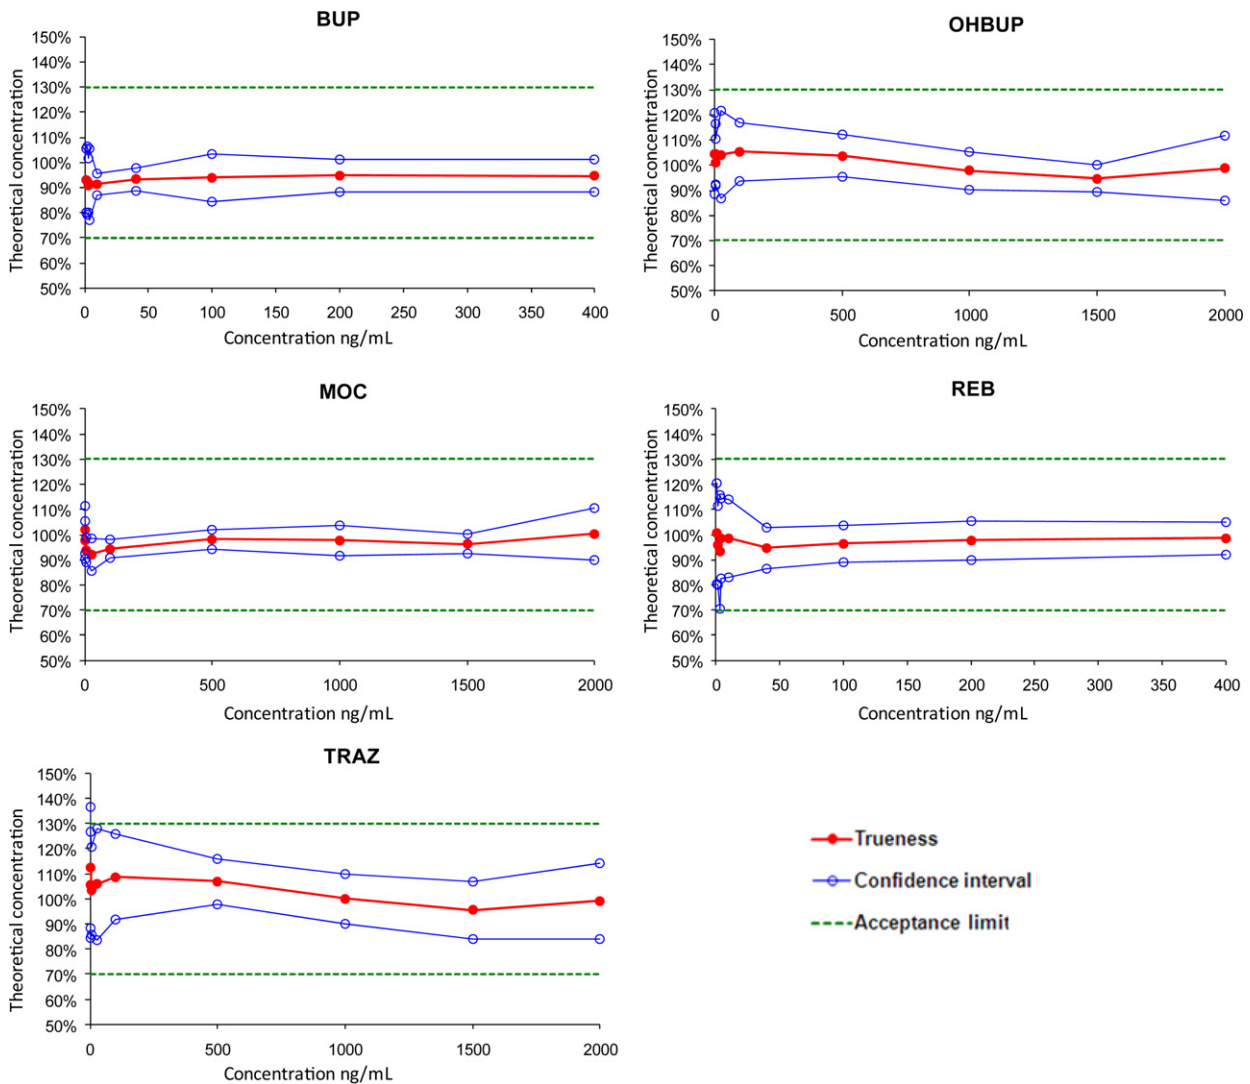 BUP
150%
140%
130%
120%
110%
100%
90%
80%
70%
60%
50%
Theoretical concentration
0 50 100 150 200 250 300 350 400
Concentration ng/mL
OHBUP
150%
140%
130%
120%
110%
100%
90%
80%
70%
60%
50%
Theoretical concentration
0 500 1000 1500 2000
Concentration ng/mL
MOC
150%
140%
130%
120%
110%
100%
90%
80%
70%
60%
50%
Theoretical concentration
0 500 1000 1500 2000
Concentration ng/mL
REB
150%
140%
130%
120%
110%
100%
90%
80%
70%
60%
50%
Theoretical concentration
0 50 100 150 200 250 300 350 400
Concentration ng/mL
TRAZ
150%
140%
130%
120%
110%
100%
90%
80%
70%
60%
50%
Theoretical concentration
0 500 1000 1500 2000
Concentration ng/mL
Trueness
Confidence interval
Acceptance limit